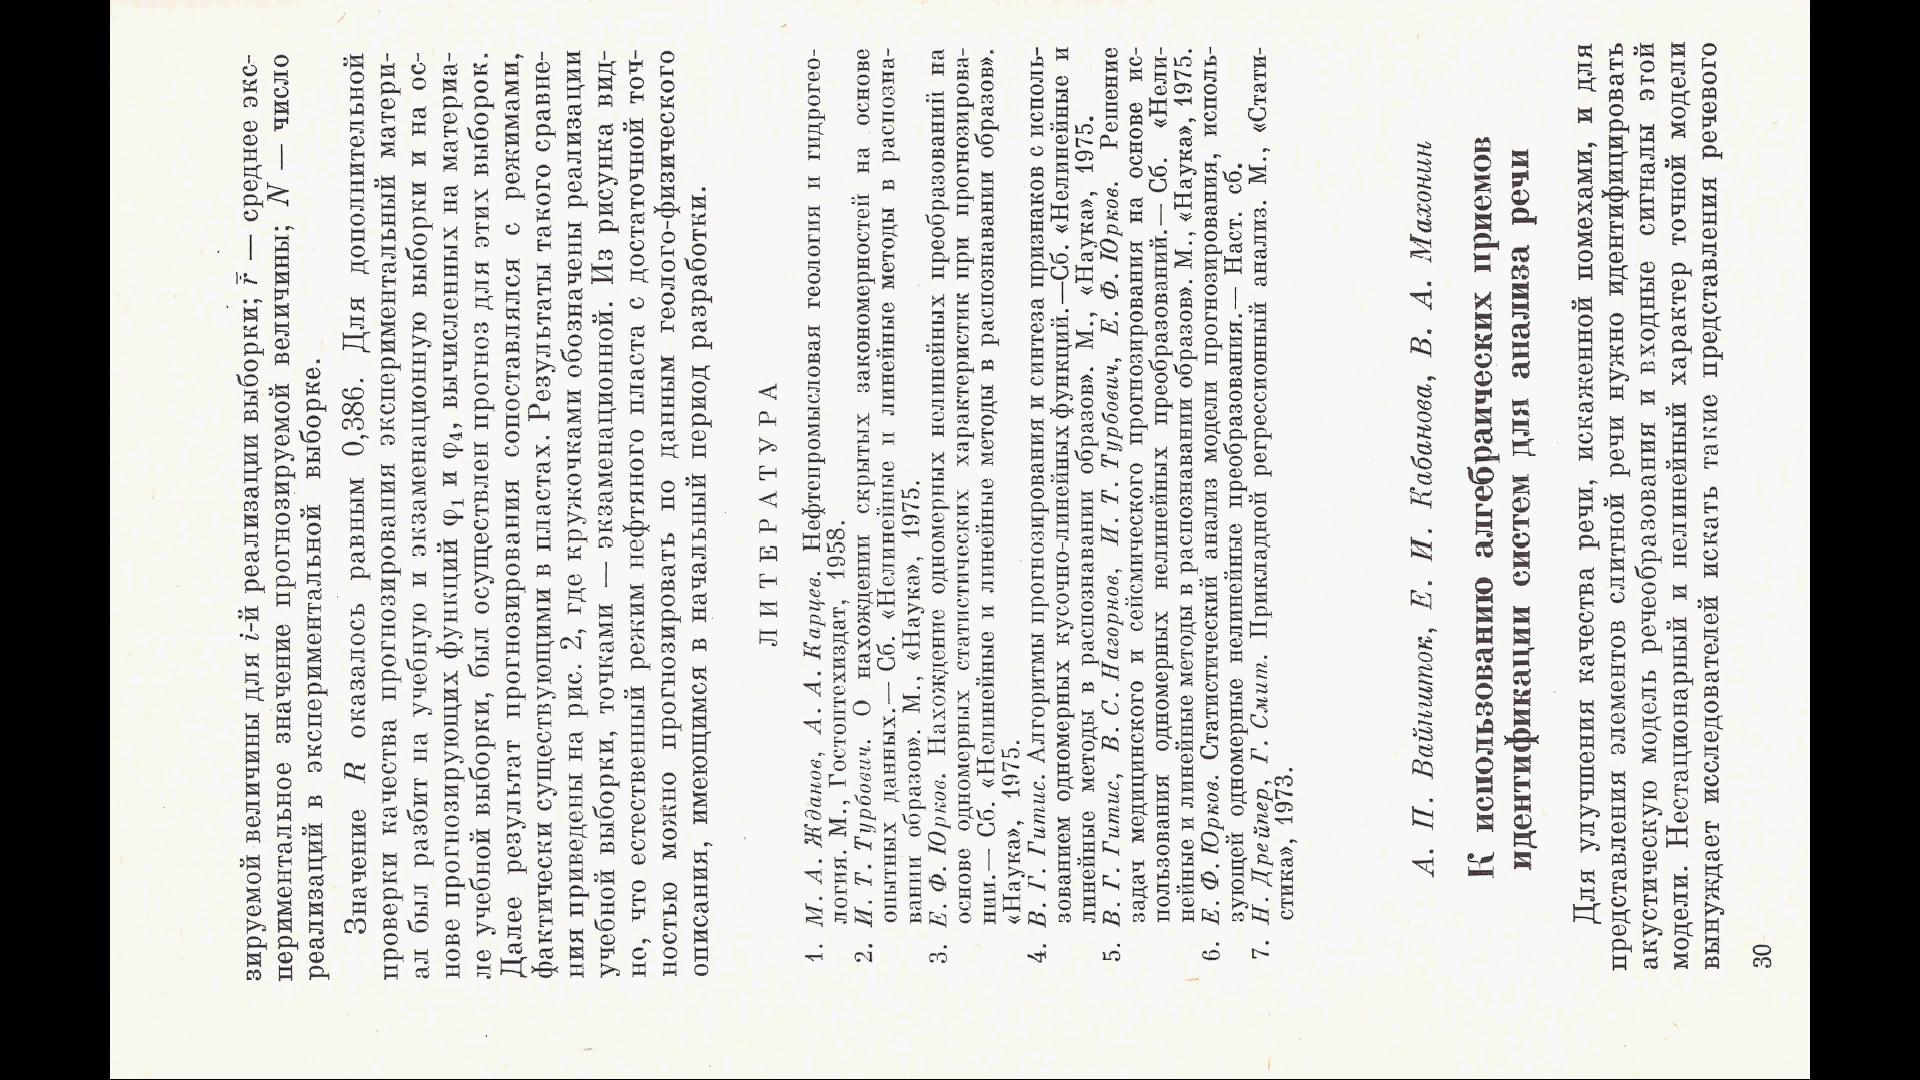 зируемой величины для i-й реализации выборки; r̄ — среднее экс-
периментальное значение прогнозируемой величины; N — число
реализаций в экспериментальной выборке.
Значение R оказалось равным 0,386. Для дополнительной
проверки качества прогнозирования экспериментальный матери-
ал был разбит на учебную и экзаменационную выборки и на ос-
нове прогнозирующих функций φ₁ и φ₄, вычисленных на материа-
ле учебной выборки, был осуществлен прогноз для этих выборок.
Далее результат прогнозирования сопоставлялся с режимами,
фактически существующими в пластах. Результаты такого сравне-
ния приведены на рис. 2, где кружочками обозначены реализации
учебной выборки, точками — экзаменационной. Из рисунка вид-
но, что естественный режим нефтяного пласта с достаточной точ-
ностью можно прогнозировать по данным геолого-физического
описания, имеющимся в начальный период разработки.
ЛИТЕРАТУРА
1. М. А. Жданов, А. А. Карцев. Нефтепромысловая геология и гидрогео-
логия. М., Гостоптехиздат, 1958.
2. И. Т. Турбович. О нахождении скрытых закономерностей на основе
опытных данных.— Сб. «Нелинейные и линейные методы в распозна-
вании образов». М., «Наука», 1975.
3. Е. Ф. Юрков. Нахождение одномерных нелинейных преобразований на
основе одномерных статистических характеристик при прогнозирова-
нии.— Сб. «Нелинейные и линейные методы в распознавании образов».
«Наука», 1975.
4. В. Г. Гитис. Алгоритмы прогнозирования и синтеза признаков с исполь-
зованием одномерных кусочно-линейных функций.—Сб. «Нелинейные и
линейные методы в распознавании образов». М., «Наука», 1975.
5. В. Г. Гитис, В. С. Нагорнов, И. Т. Турбович, Е. Ф. Юрков. Решение
задач медицинского и сейсмического прогнозирования на основе ис-
пользования одномерных нелинейных преобразований.— Сб. «Нели-
нейные и линейные методы в распознавании образов». М., «Наука», 1975.
6. Е. Ф. Юрков. Статистический анализ модели прогнозирования, исполь-
зующей одномерные нелинейные преобразования.— Наст. сб.
7. Н. Дрейпер, Г. Смит. Прикладной регрессионный анализ. М., «Стати-
стика», 1973.
А. П. Вайншток, Е. И. Кабанова, В. А. Махонин
К использованию алгебраических приемов
идентификации систем для анализа речи
Для улучшения качества речи, искаженной помехами, и для
представления элементов слитной речи нужно идентифицировать
акустическую модель речеобразования и входные сигналы этой
модели. Нестационарный и нелинейный характер точной модели
вынуждает исследователей искать такие представления речевого
30